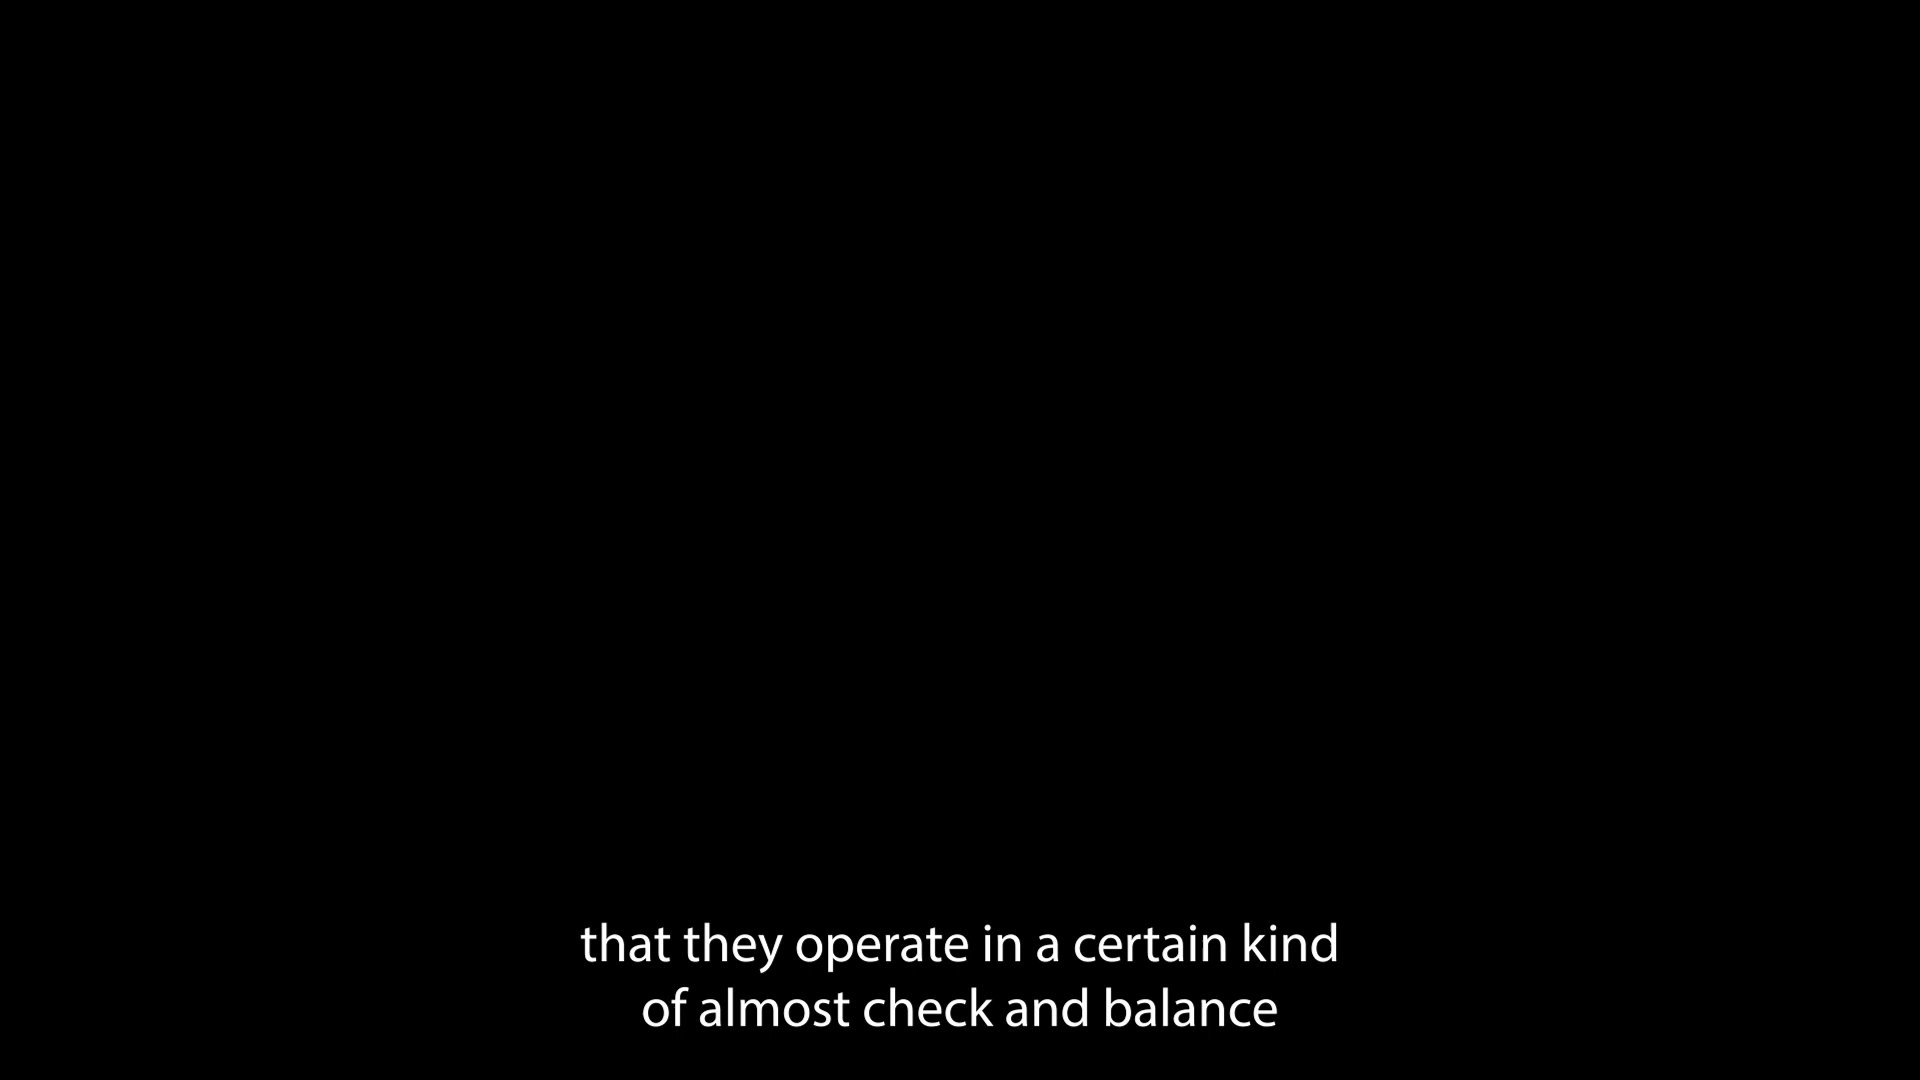 that they operate in a certain kind
of almost check and balance